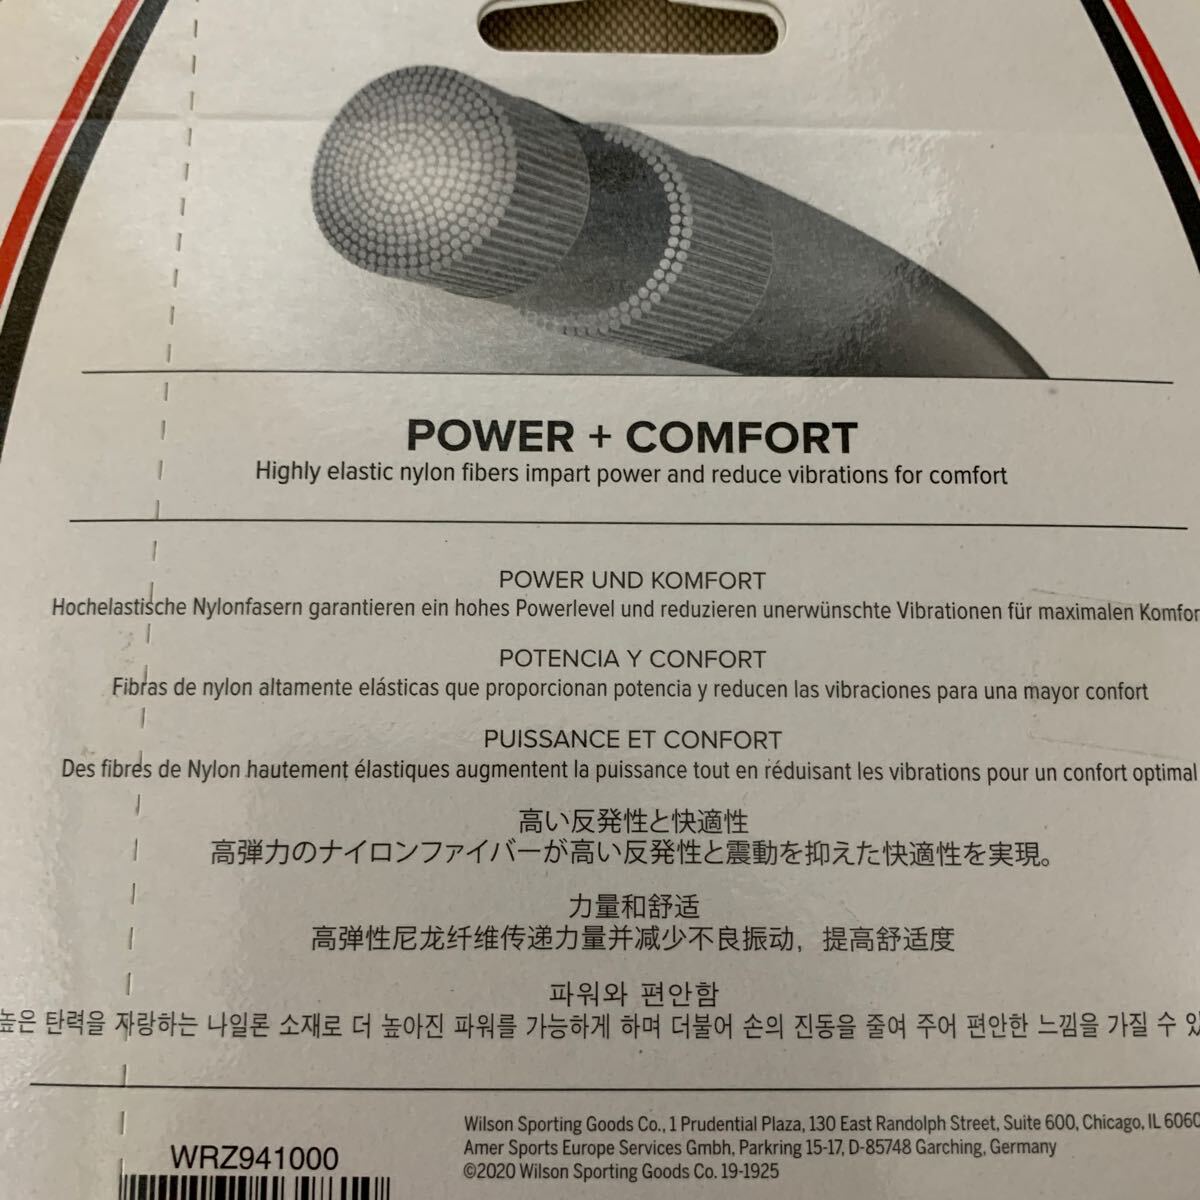 POWER + COMFORT
Highly elastic nylon fibers impart power and reduce vibrations for comfort
POWER UND KOMFORT
Hochelastische Nylonfasern garantieren ein hohes Powerlevel und reduzieren unerwünschte Vibrationen für maximalen Komfor
POTENCIA Y CONFORT
Fibras de nylon altamente elásticas que proporcionan potencia y reducen las vibraciones para una mayor confort
PUISSANCE ET CONFORT
Des fibres de Nylon hautement élastiques augmentent la puissance tout en réduisant les vibrations pour un confort optimal
高い反発性と快適性
高弾力のナイロンファイバーが高い反発性と震動を抑えた快適性を実現。
力量和舒适
高弹性尼龙纤维传递力量并减少不良振动，提高舒适度
파워와 편안함
높은 탄력을 자랑하는 나일론 소재로 더 높아진 파워를 가능하게 하며 더불어 손의 진동을 줄여 주어 편안한 느낌을 가질 수 있
Wilson Sporting Goods Co., 1 Prudential Plaza, 130 East Randolph Street, Suite 600, Chicago, IL 6060
Amer Sports Europe Services Gmbh, Parkring 15-17, D-85748 Garching, Germany
©2020 Wilson Sporting Goods Co. 19-1925
WRZ941000